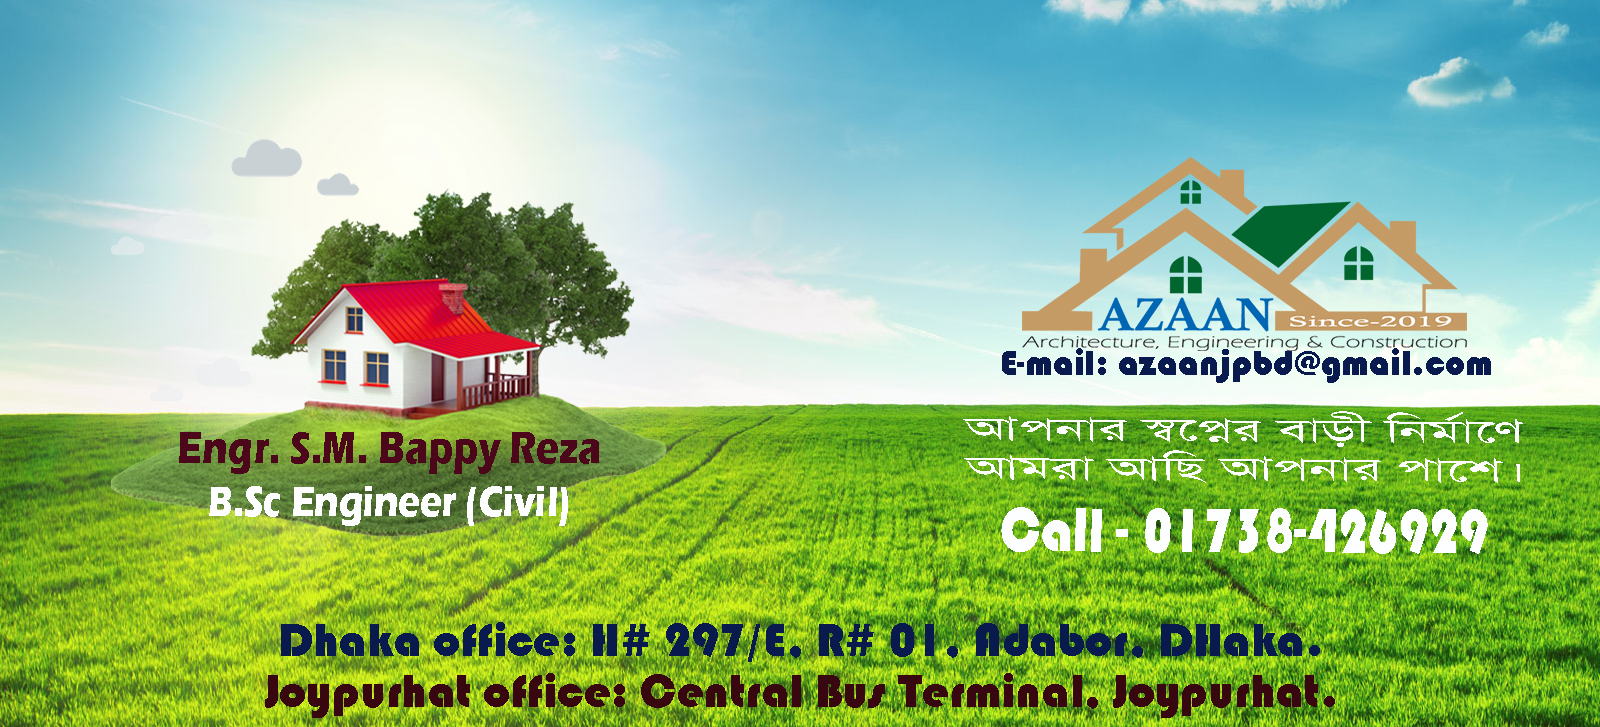 AZAAN Since-2019
Architecture, Engineering & Construction
E-mail: azaanjpbd@gmail.com
আপনার স্বপ্নের বাড়ী নির্মাণে
আমরা আছি আপনার পাশে।
Call - 01738-426929
Engr. S.M. Bappy Reza
B.Sc Engineer (Civil)
Dhaka office: H# 297/E, R# 01, Adabor, DHaka.
Joypurhat office: Central Bus Terminal, Joypurhat.